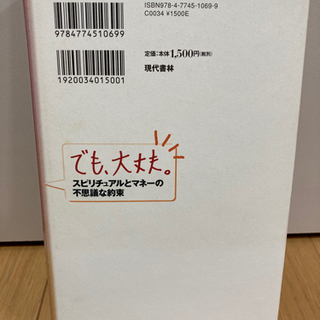 9784774510699
1920034015001
ISBN978-4-7745-1069-9
C0034 ¥1500E
定価:本体1,500円(税別)
現代書林
でも、大丈夫。
スピリチュアルとマネーの
不思議な約束